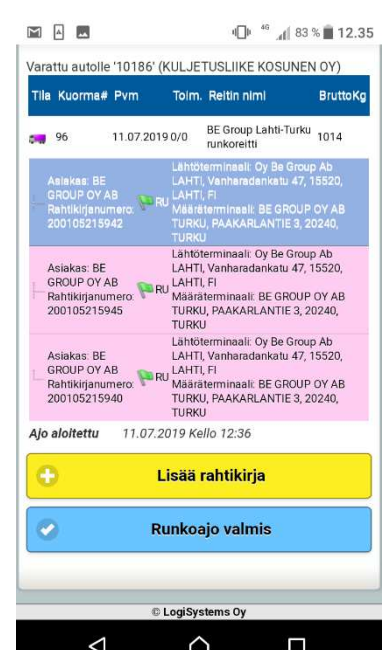 4G 83 % 12.35
Varattu autolle '10186' (KULJETUSLIIKE KOSUNEN OY)
Tila Kuorma# Pvm Toim. Reitin nimi BruttoKg
96 11.07.2019 0/0 BE Group Lahti-Turku 1014
runkoreitti
Asiakas: BE
GROUP OY AB
Rahtikirjanumero:
200105215942
RU
Lähtöterminaali: Oy Be Group Ab
LAHTI, Vanharadankatu 47, 15520,
LAHTI, FI
Määräterminaali: BE GROUP OY AB
TURKU, PAAKARLANTIE 3, 20240,
TURKU
Asiakas: BE
GROUP OY AB
Rahtikirjanumero:
200105215945
RU
Lähtöterminaali: Oy Be Group Ab
LAHTI, Vanharadankatu 47, 15520,
LAHTI, FI
Määräterminaali: BE GROUP OY AB
TURKU, PAAKARLANTIE 3, 20240,
TURKU
Asiakas: BE
GROUP OY AB
Rahtikirjanumero:
200105215940
RU
Lähtöterminaali: Oy Be Group Ab
LAHTI, Vanharadankatu 47, 15520,
LAHTI, FI
Määräterminaali: BE GROUP OY AB
TURKU, PAAKARLANTIE 3, 20240,
TURKU
Ajo aloitettu 11.07.2019 Kello 12:36
Lisää rahtikirja
Runkoajo valmis
© LogiSystems Oy